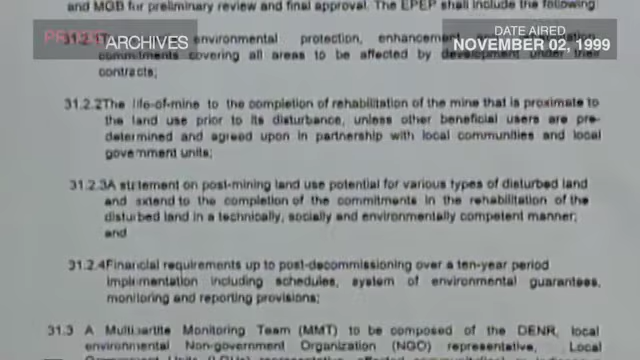 and MGB for preliminary review and final approval. The EPEP shall include the following:
ARCHIVES
DATE AIRED
NOVEMBER 02, 1999
environmental protection, enhancement
commitments covering all areas to be affected by development under their
contracts;
31.2.2The life-of-mine to the completion of rehabilitation of the mine that is proximate to
the land use prior to its disturbance, unless other beneficial users are pre-
determined and agreed upon in partnership with local communities and local
government units;
31.2.3A statement on post-mining land use potential for various types of disturbed land
and extend to the completion of the commitments in the rehabilitation of the
disturbed land in a technically, socially and environmentally competent manner;
and
31.2.4Financial requirements up to post-decommissioning over a ten-year period
implementation including schedules, system of environmental guarantees,
monitoring and reporting provisions;
31.3 A Multipartite Monitoring Team (MMT) to be composed of the DENR, local
environmental Non-government Organization (NGO) representative, Local